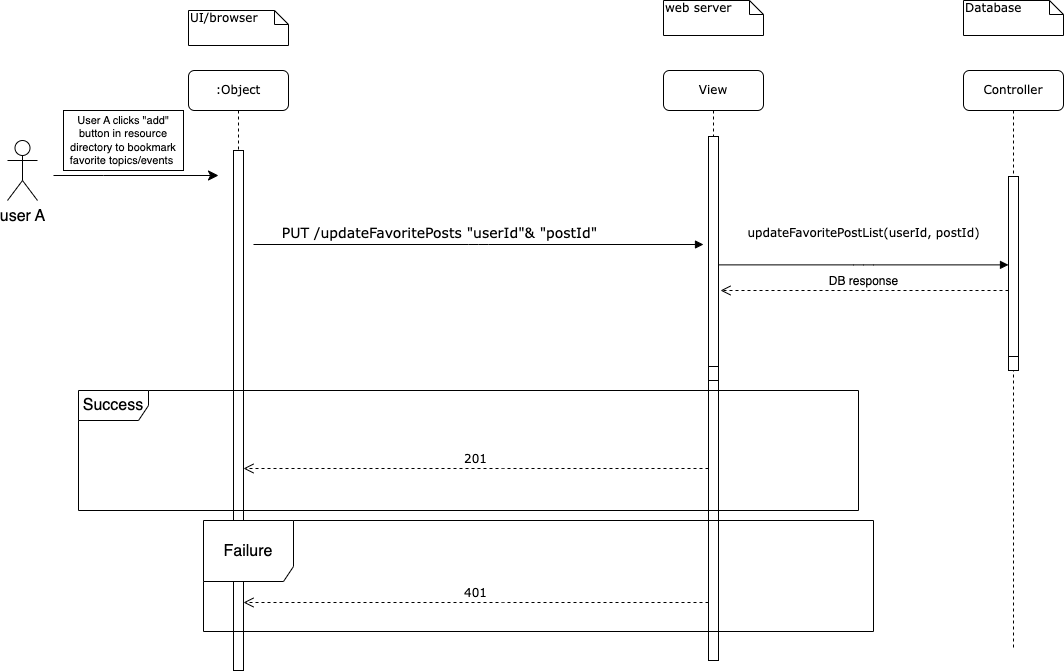 UI/browser
web server
Database
:Object
View
Controller
User A clicks "add"
button in resource
directory to bookmark
favorite topics/events
user A
PUT /updateFavoritePosts "userId"& "postId"
updateFavoritePostList(userId, postId)
DB response
Success
201
Failure
401